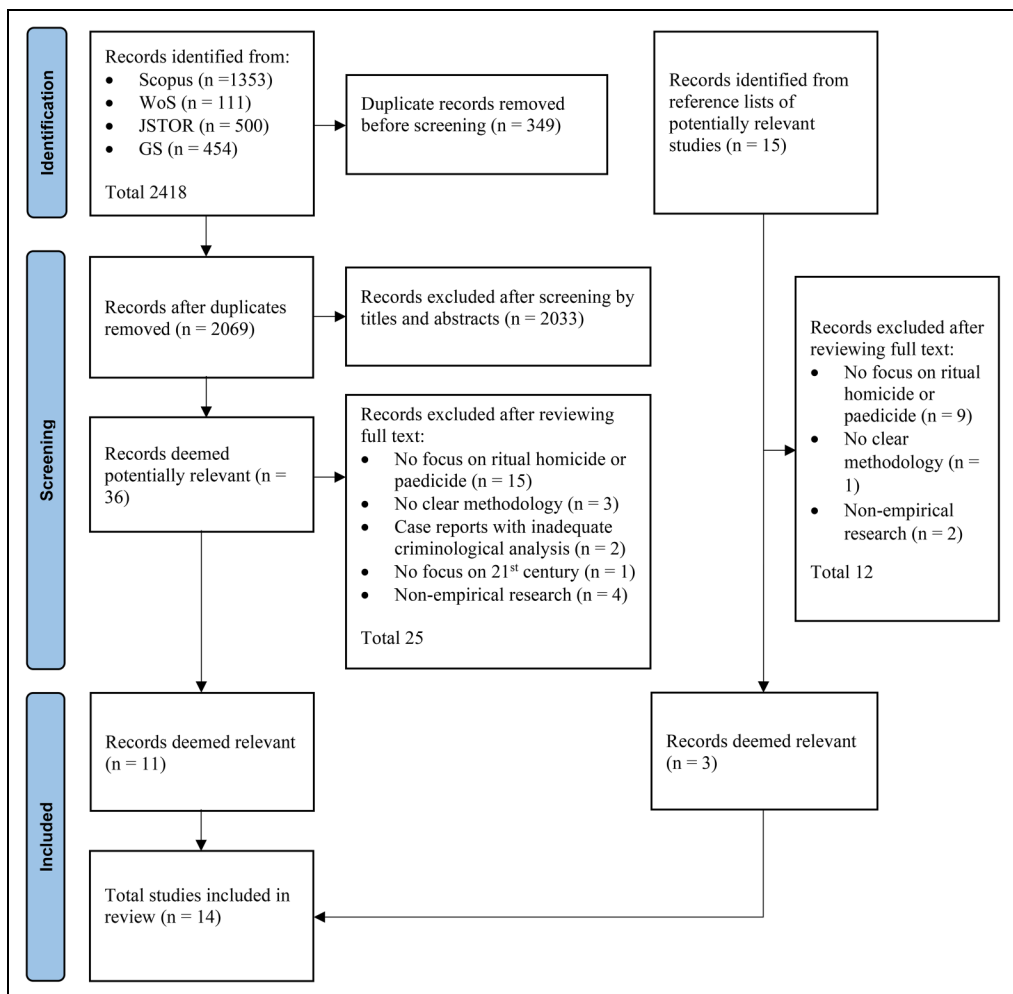 Identification
Records identified from:
• Scopus (n =1353)
• WoS (n = 111)
• JSTOR (n = 500)
• GS (n = 454)
Total 2418
Duplicate records removed
before screening (n = 349)
Records identified from
reference lists of
potentially relevant
studies (n = 15)
Screening
Records after duplicates
removed (n = 2069)
Records excluded after screening by
titles and abstracts (n = 2033)
Records deemed
potentially relevant (n =
36)
Records excluded after reviewing
full text:
• No focus on ritual homicide or
paedicide (n = 15)
• No clear methodology (n = 3)
• Case reports with inadequate
criminological analysis (n = 2)
• No focus on 21st century (n = 1)
• Non-empirical research (n = 4)
Total 25
Records excluded after
reviewing full text:
• No focus on ritual
homicide or
paedicide (n = 9)
• No clear
methodology (n =
1)
• Non-empirical
research (n = 2)
Total 12
Included
Records deemed relevant
(n = 11)
Records deemed relevant
(n = 3)
Total studies included in
review (n = 14)